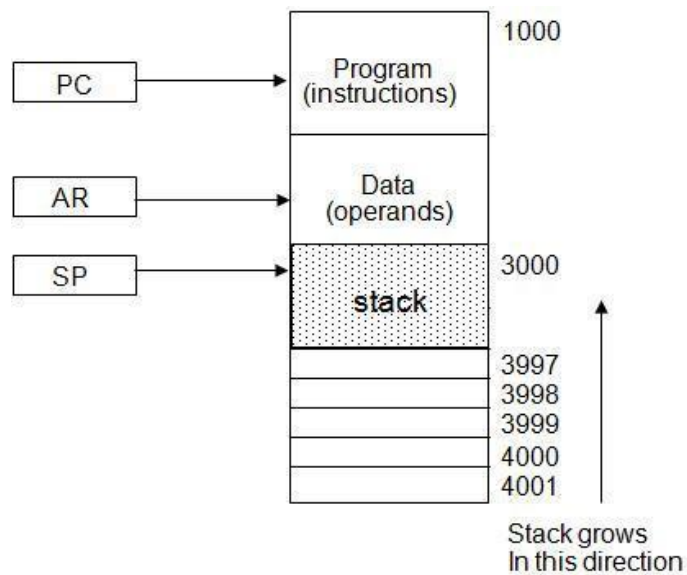 1000
Program
(instructions)
PC
Data
(operands)
AR
SP
3000
stack
3997
3998
3999
4000
4001
Stack grows
In this direction